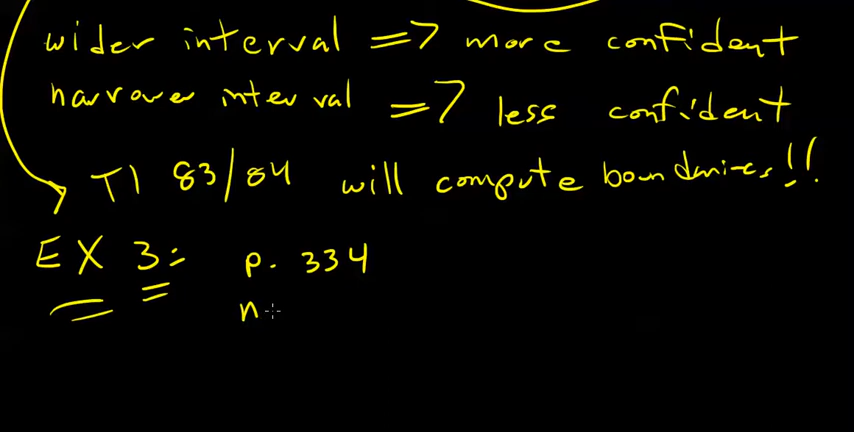 wider interval => more confident
narrower interval => less confident
TI 83/84 will compute boundaries!!
EX 3: p. 334
n